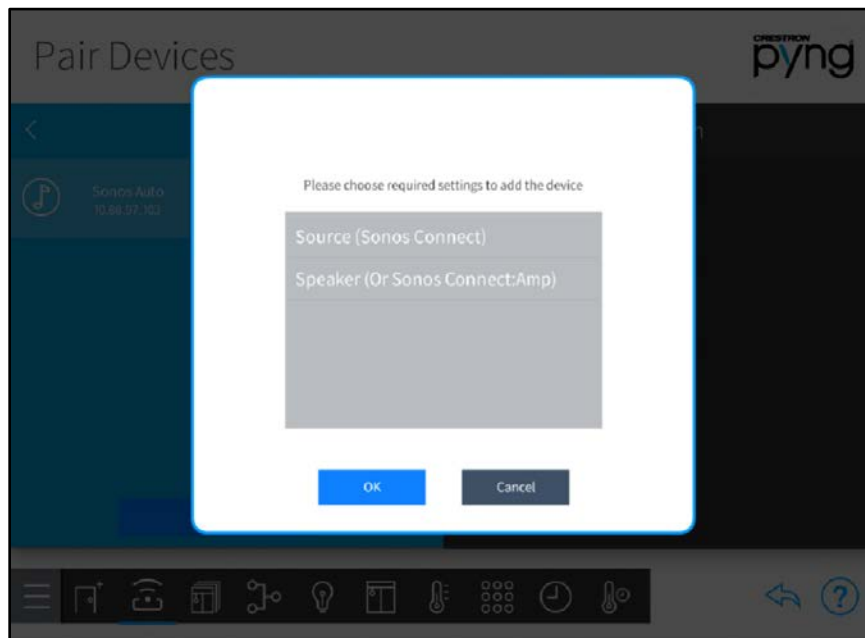 Pair Devices
CRESTRON
pyng
Please choose required settings to add the device
Sonos Auto
10.88.97.103
Source (Sonos Connect)
Speaker (Or Sonos Connect:Amp)
OK
Cancel
?